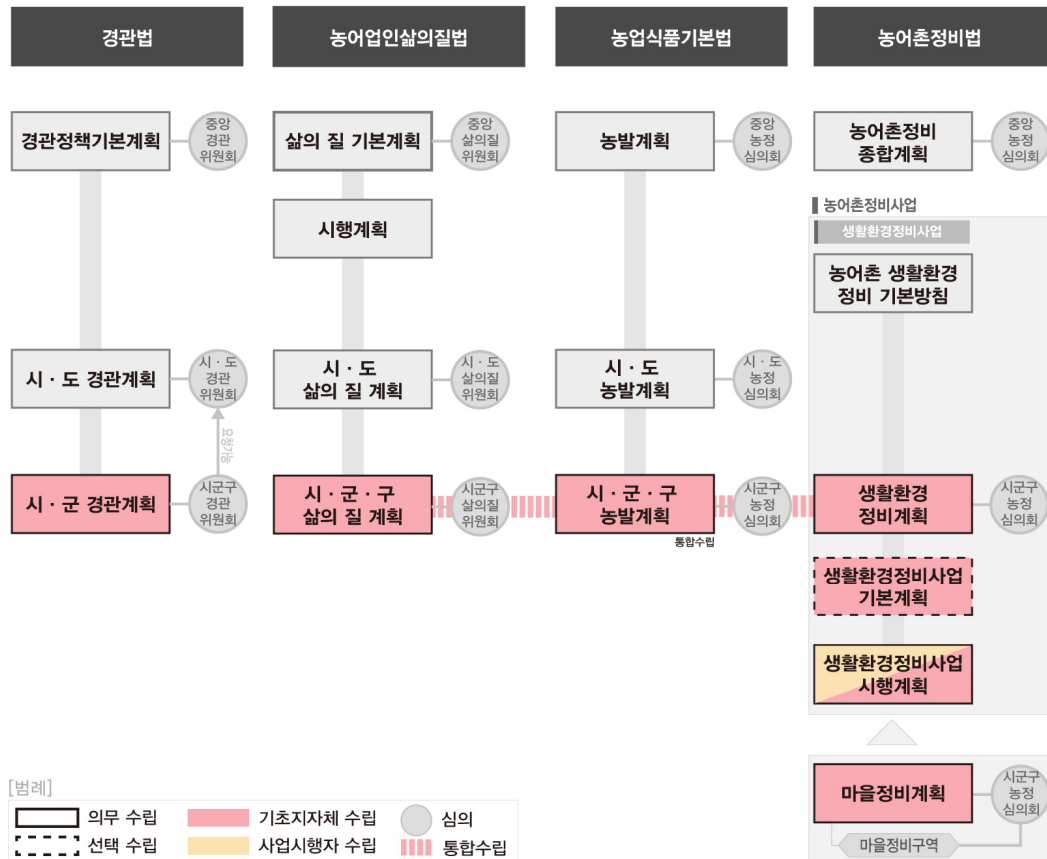 경관법
농어업인삶의질법
농업식품기본법
농어촌정비법
경관정책기본계획
중앙
경관
위원회
삶의 질 기본계획
중앙
삶의질
위원회
농발계획
중앙
농정
심의회
농어촌정비
종합계획
중앙
농정
심의회
시행계획
농어촌정비사업
생활환경정비사업
농어촌 생활환경
정비 기본방침
시 · 도 경관계획
시 · 도
경관
위원회
시 · 도
삶의 질 계획
시 · 도
삶의질
위원회
시 · 도
농발계획
시 · 도
농정
심의회
요청가능
시 · 군 경관계획
시군구
경관
위원회
시 · 군 · 구
삶의 질 계획
시군구
삶의질
위원회
시 · 군 · 구
농발계획
시군구
농정
심의회
통합수립
생활환경
정비계획
시군구
농정
심의회
생활환경정비사업
기본계획
생활환경정비사업
시행계획
마을정비계획
시군구
농정
심의회
마을정비구역
[범례]
의무 수립
기초지자체 수립
심의
선택 수립
사업시행자 수립
통합수립